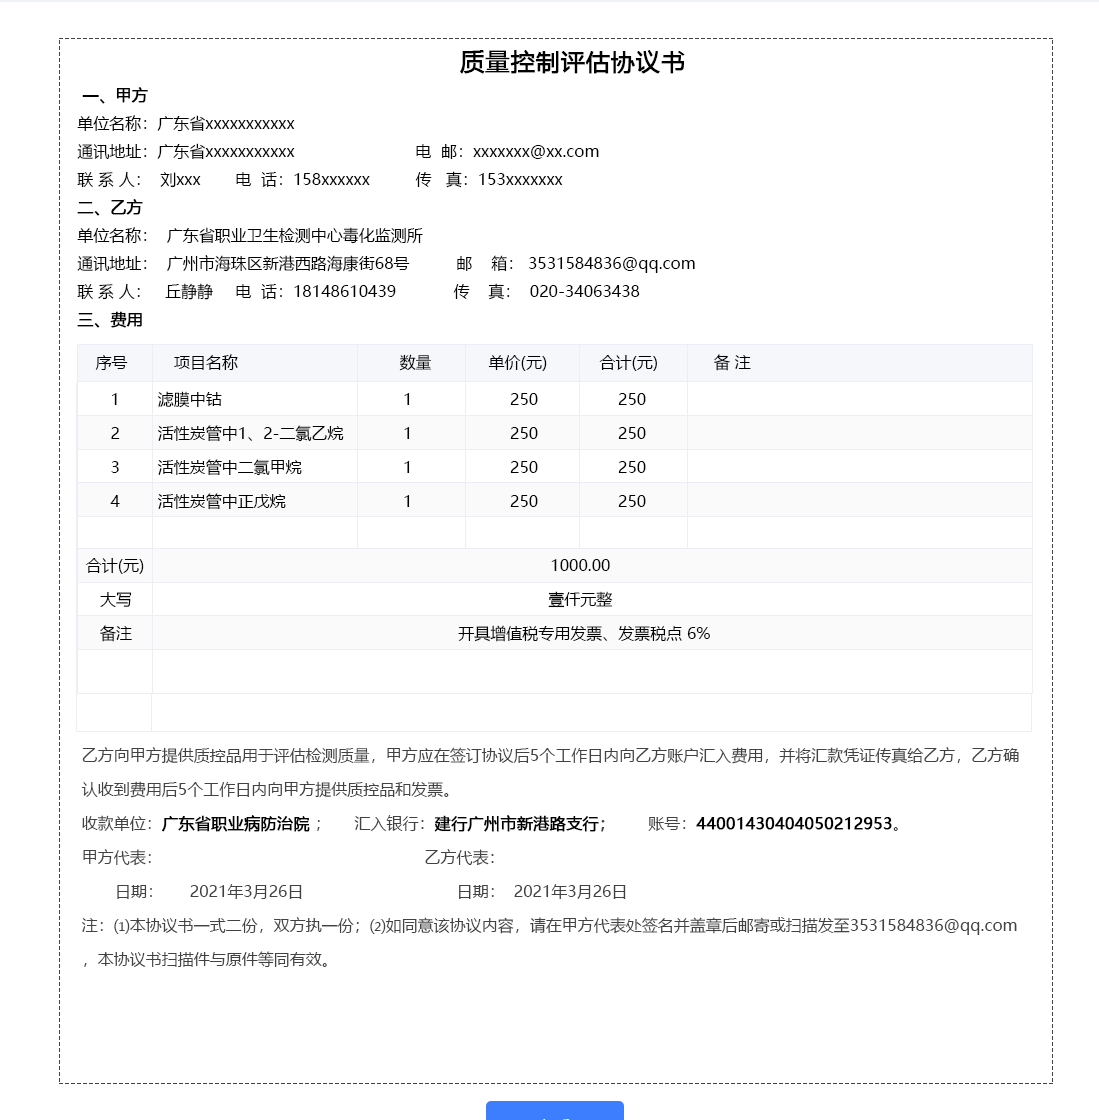 质量控制评估协议书
一、甲方
单位名称：广东省xxxxxxxxxxx
通讯地址：广东省xxxxxxxxxxx 电 邮：xxxxxxx@xx.com
联 系 人： 刘xxx 电 话：158xxxxxx 传 真：153xxxxxxx
二、乙方
单位名称： 广东省职业卫生检测中心毒化监测所
通讯地址： 广州市海珠区新港西路海康街68号 邮 箱： 3531584836@qq.com
联 系 人： 丘静静 电 话：18148610439 传 真： 020-34063438
三、费用
序号 项目名称 数量 单价(元) 合计(元) 备 注
1 滤膜中钴 1 250 250
2 活性炭管中1、2-二氯乙烷 1 250 250
3 活性炭管中二氯甲烷 1 250 250
4 活性炭管中正戊烷 1 250 250
合计(元) 1000.00
大写 壹仟元整
备注 开具增值税专用发票、发票税点 6%
乙方向甲方提供质控品用于评估检测质量，甲方应在签订协议后5个工作日内向乙方账户汇入费用，并将汇款凭证传真给乙方，乙方确
认收到费用后5个工作日内向甲方提供质控品和发票。
收款单位：广东省职业病防治院 ； 汇入银行：建行广州市新港路支行； 账号：44001430404050212953。
甲方代表： 乙方代表：
日期： 2021年3月26日 日期： 2021年3月26日
注：⑴本协议书一式二份，双方执一份；⑵如同意该协议内容，请在甲方代表处签名并盖章后邮寄或扫描发至3531584836@qq.com
，本协议书扫描件与原件等同有效。